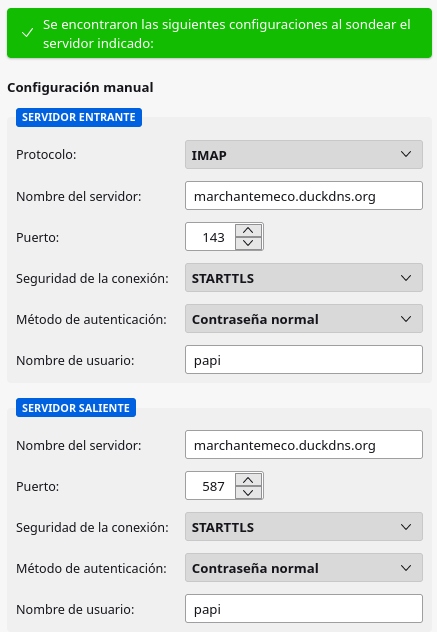 Se encontraron las siguientes configuraciones al sondear el
servidor indicado:
Configuración manual
SERVIDOR ENTRANTE
Protocolo: IMAP
Nombre del servidor: marchantemeco.duckdns.org
Puerto: 143
Seguridad de la conexión: STARTTLS
Método de autenticación: Contraseña normal
Nombre de usuario: papi
SERVIDOR SALIENTE
Nombre del servidor: marchantemeco.duckdns.org
Puerto: 587
Seguridad de la conexión: STARTTLS
Método de autenticación: Contraseña normal
Nombre de usuario: papi